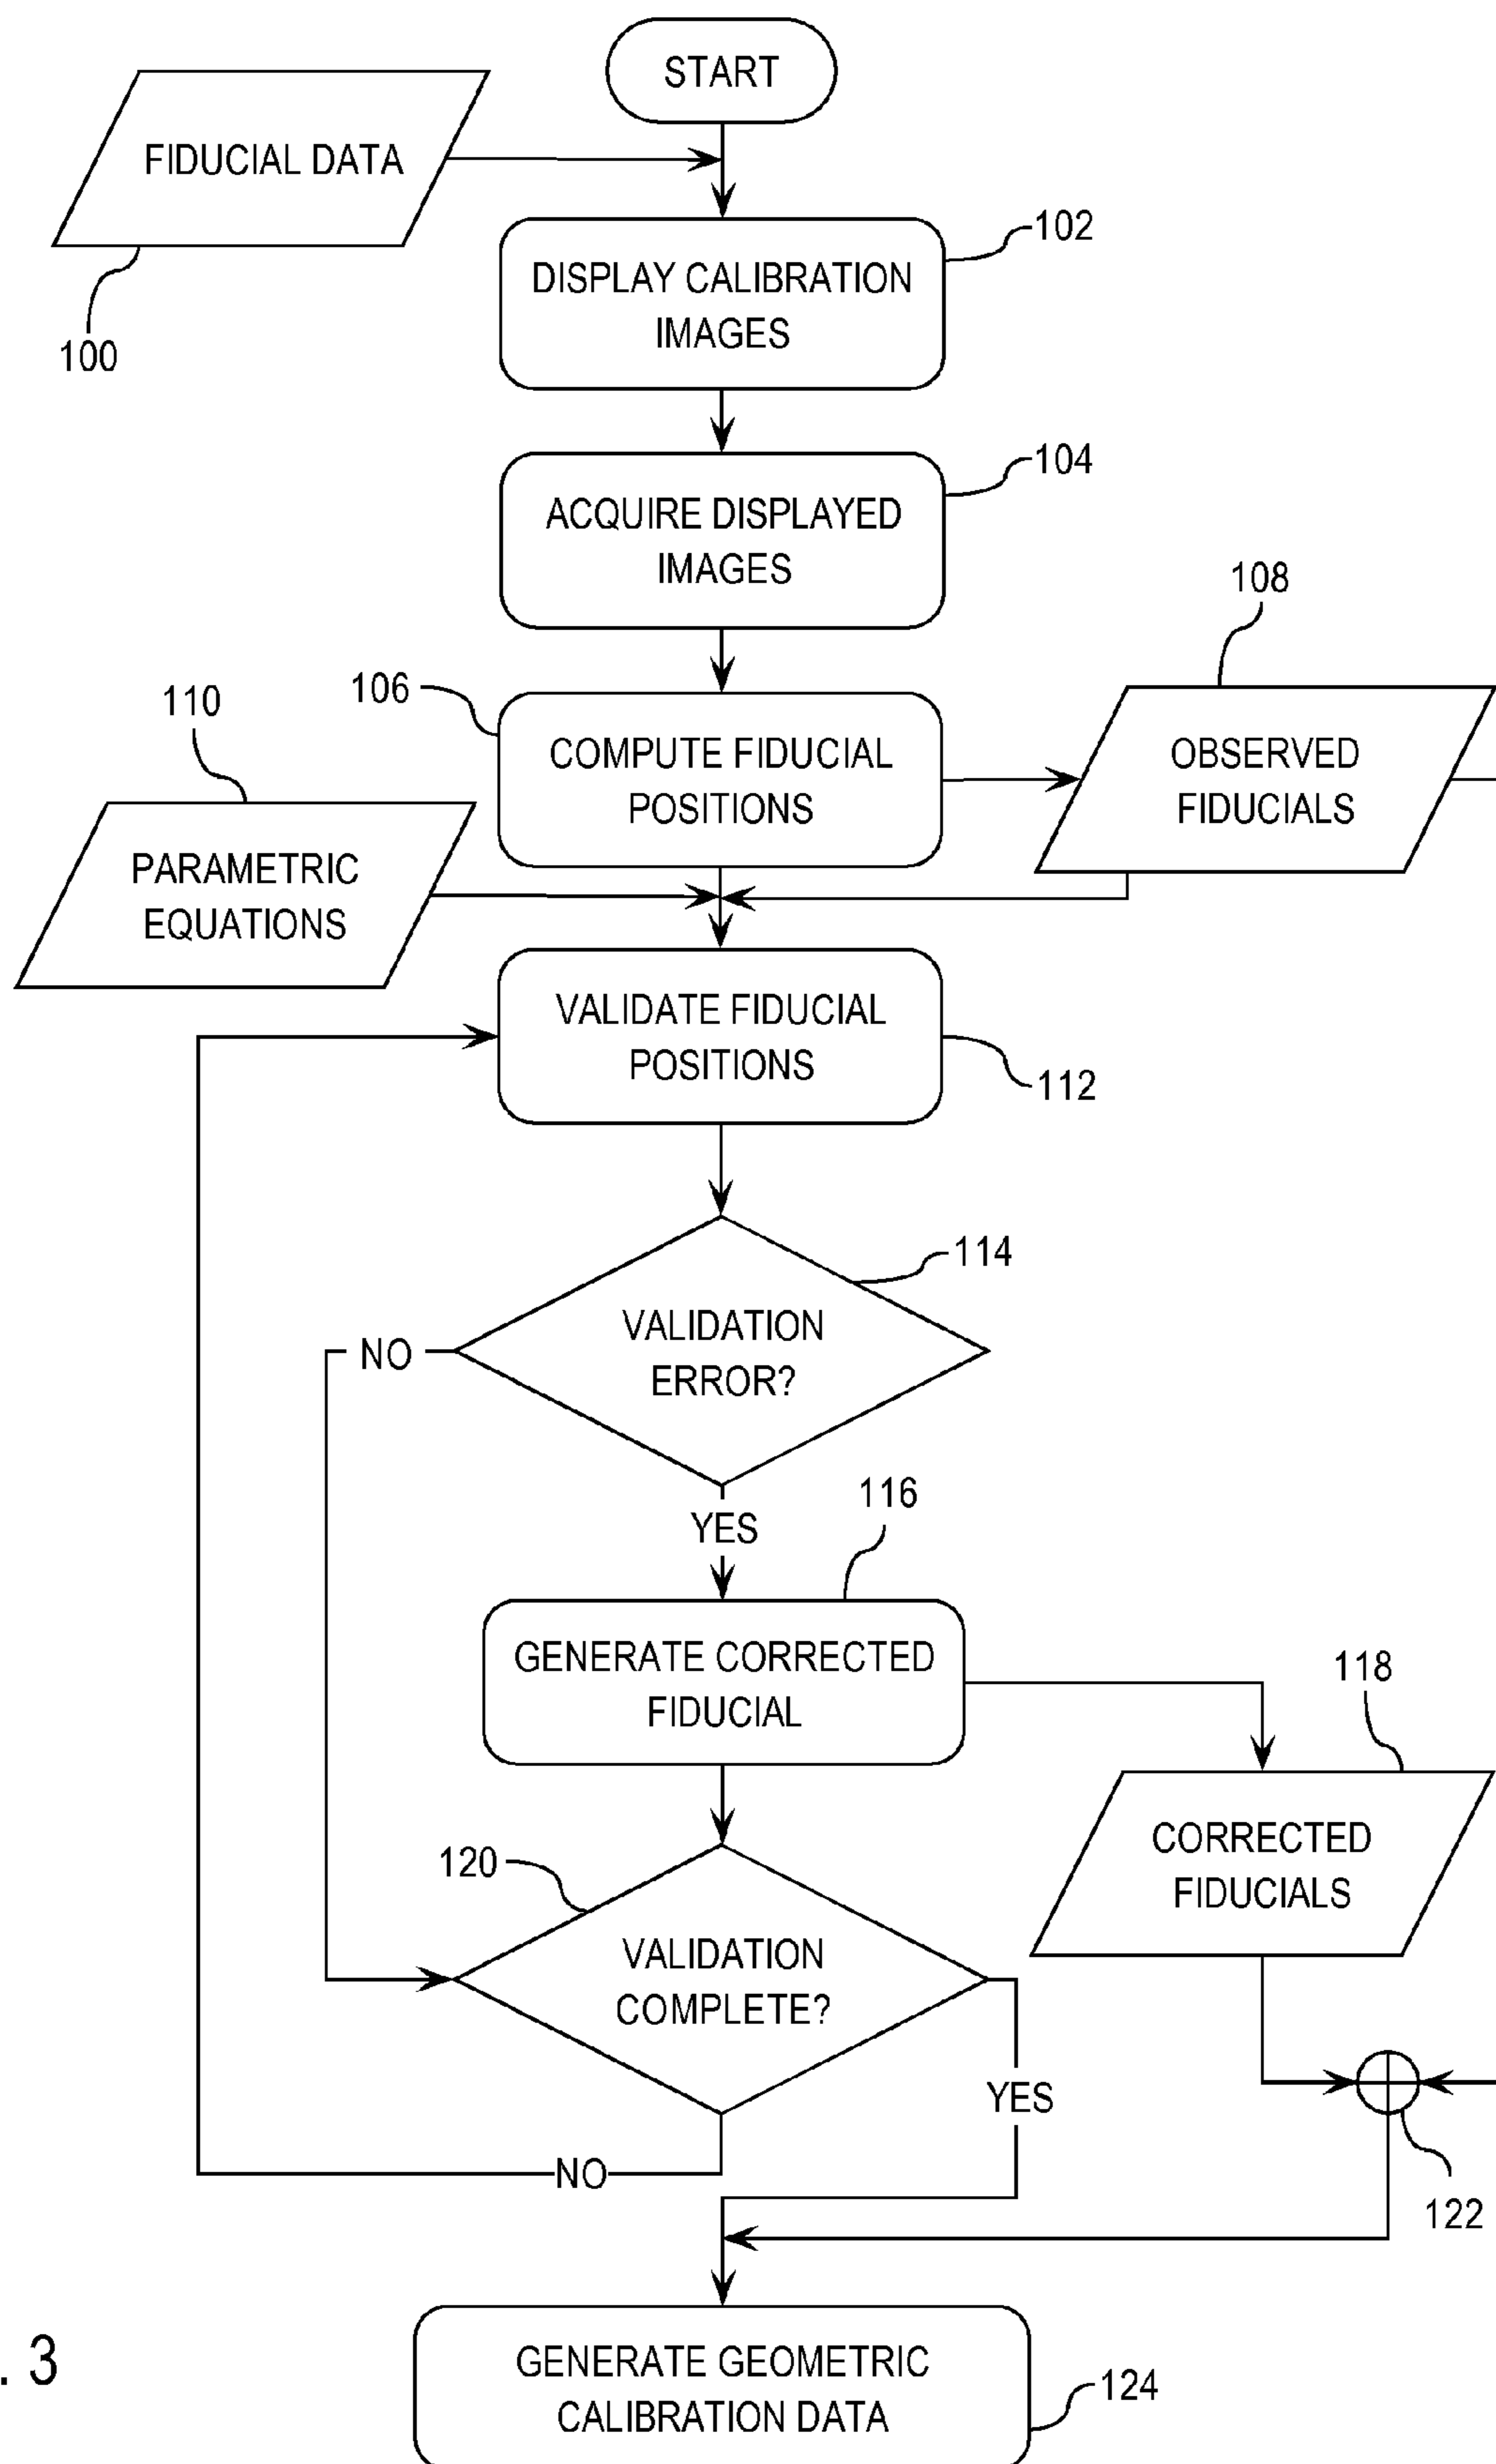 START
FIDUCIAL DATA
100
102
DISPLAY CALIBRATION
IMAGES
104
ACQUIRE DISPLAYED
IMAGES
108
106
110
COMPUTE FIDUCIAL
POSITIONS
OBSERVED
FIDUCIALS
PARAMETRIC
EQUATIONS
VALIDATE FIDUCIAL
POSITIONS
112
114
VALIDATION
ERROR?
NO
YES
116
GENERATE CORRECTED
FIDUCIAL
118
CORRECTED
FIDUCIALS
120
VALIDATION
COMPLETE?
YES
NO
122
. 3
GENERATE GEOMETRIC
CALIBRATION DATA
124